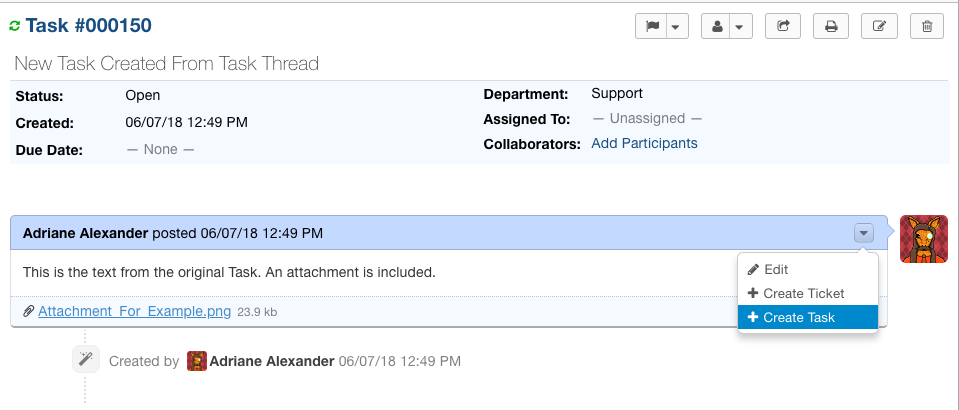 Task #000150
New Task Created From Task Thread
Status: Open
Department: Support
Created: 06/07/18 12:49 PM
Assigned To: — Unassigned —
Due Date: — None —
Collaborators: Add Participants
Adriane Alexander posted 06/07/18 12:49 PM
This is the text from the original Task. An attachment is included.
Edit
Create Ticket
Create Task
Attachment_For_Example.png 23.9 kb
Created by Adriane Alexander 06/07/18 12:49 PM